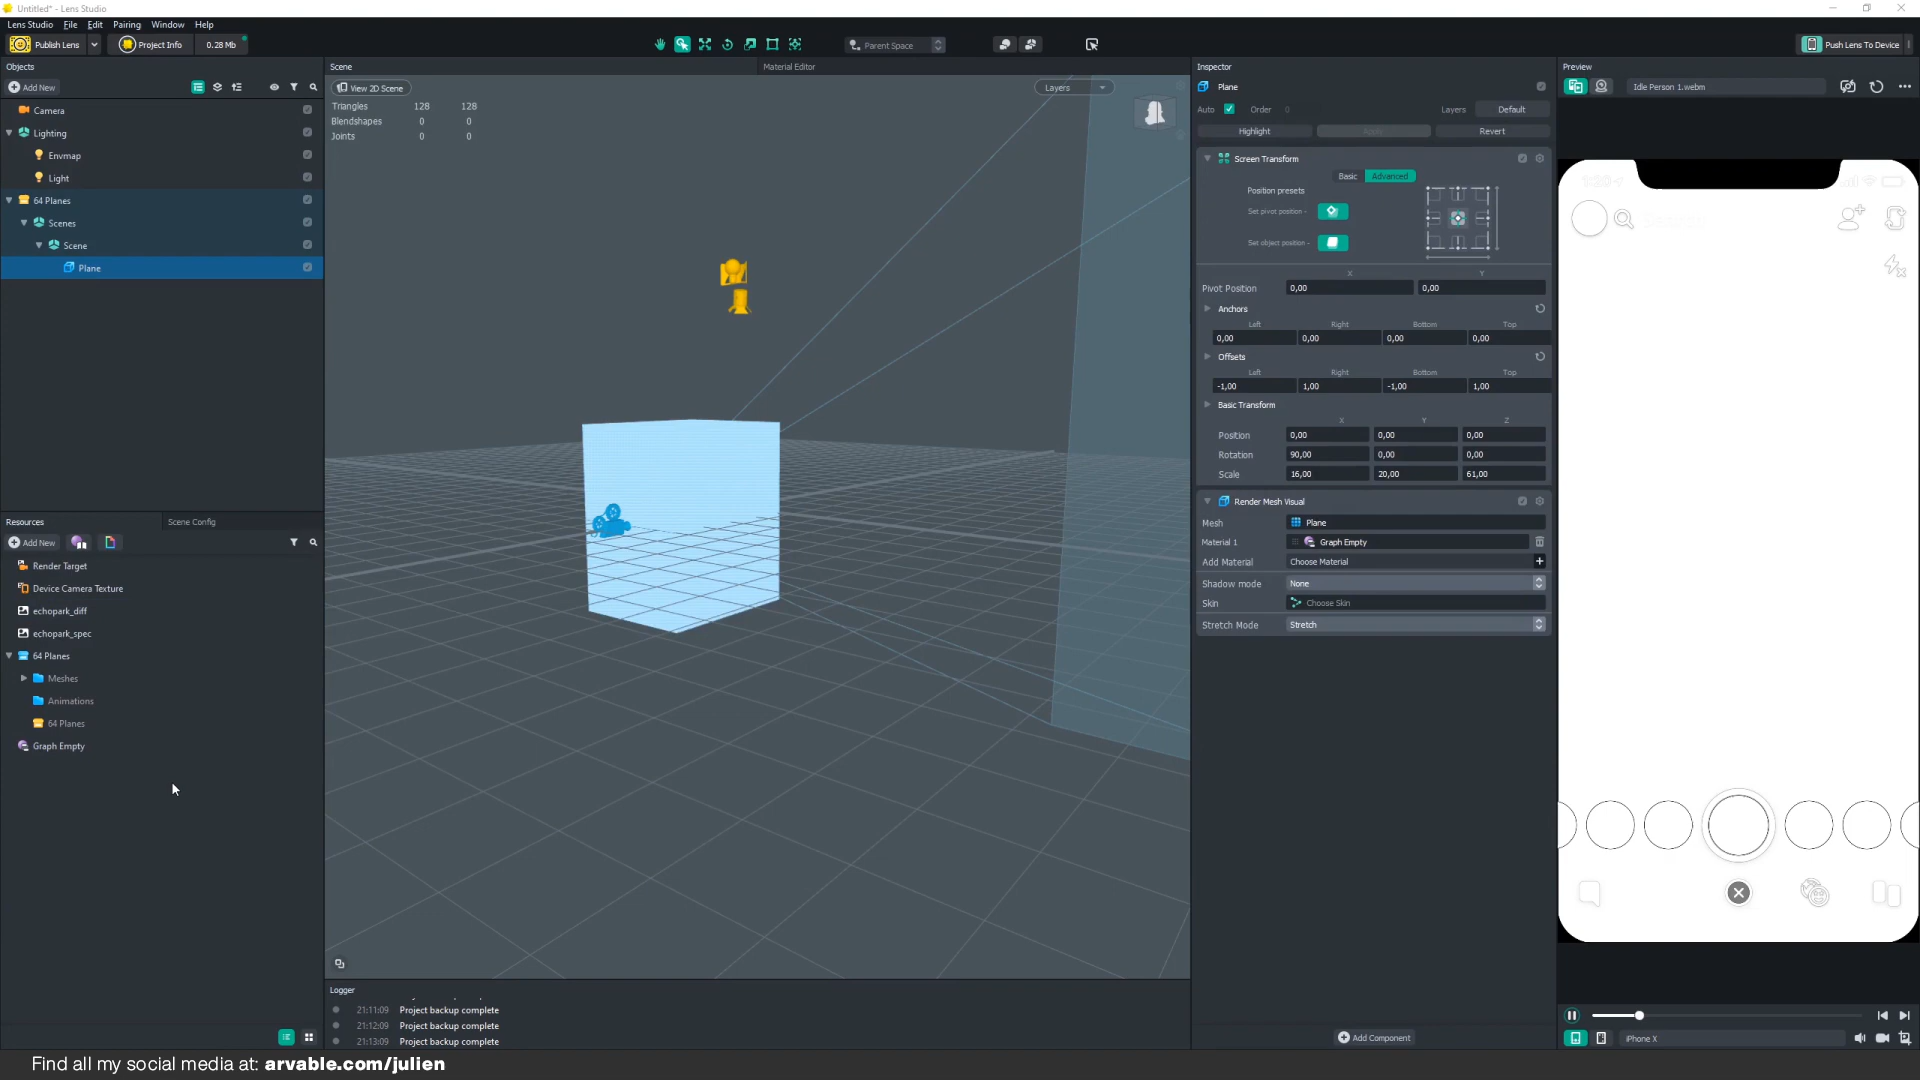 Untitled* - Lens Studio
Lens Studio File Edit Pairing Window Help
Publish Lens Project Info 0.28 Mb Parent Space Push Lens To Device
Objects
Add New
Camera
Lighting
Envmap
Light
64 Planes
Scenes
Scene
Plane
Resources Scene Config
Add New
Render Target
Device Camera Texture
echopark_diff
echopark_spec
64 Planes
Meshes
Animations
64 Planes
Graph Empty
Scene Material Editor
View 2D Scene Layers
Triangles 128 128
Blendshapes 0 0
Joints 0 0
Logger
21:11:09 Project backup complete
21:12:09 Project backup complete
21:13:09 Project backup complete
Inspector
Plane
Auto Order 0 Layers Default
Highlight Apply Revert
Screen Transform
Basic Advanced
Position presets
Set pivot position -
Set object position -
X Y
Pivot Position 0,00 0,00
Anchors
Left Right Bottom Top
0,00 0,00 0,00 0,00
Offsets
Left Right Bottom Top
-1,00 1,00 -1,00 1,00
Basic Transform
X Y Z
Position 0,00 0,00 0,00
Rotation 90,00 0,00 0,00
Scale 16,00 20,00 61,00
Render Mesh Visual
Mesh Plane
Material 1 Graph Empty
Add Material Choose Material
Shadow mode None
Skin Choose Skin
Stretch Mode Stretch
Add Component
Preview
Idle Person 1.webm
iPhone X
Find all my social media at: arvable.com/julien